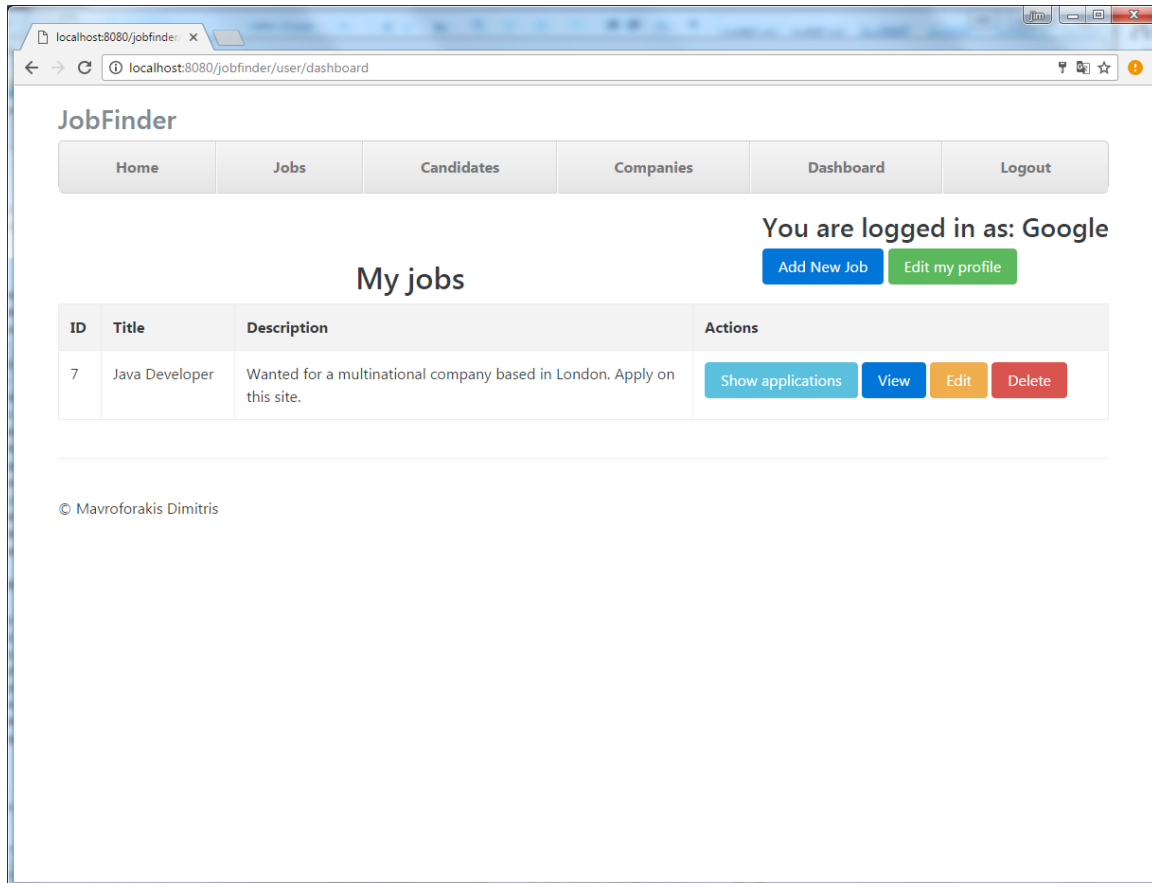 localhost:8080/jobfinder/
localhost:8080/jobfinder/user/dashboard
JobFinder
Home Jobs Candidates Companies Dashboard Logout
You are logged in as: Google
Add New Job Edit my profile
My jobs
ID Title Description Actions
7 Java Developer Wanted for a multinational company based in London. Apply on Show applications View Edit Delete
this site.
© Mavroforakis Dimitris